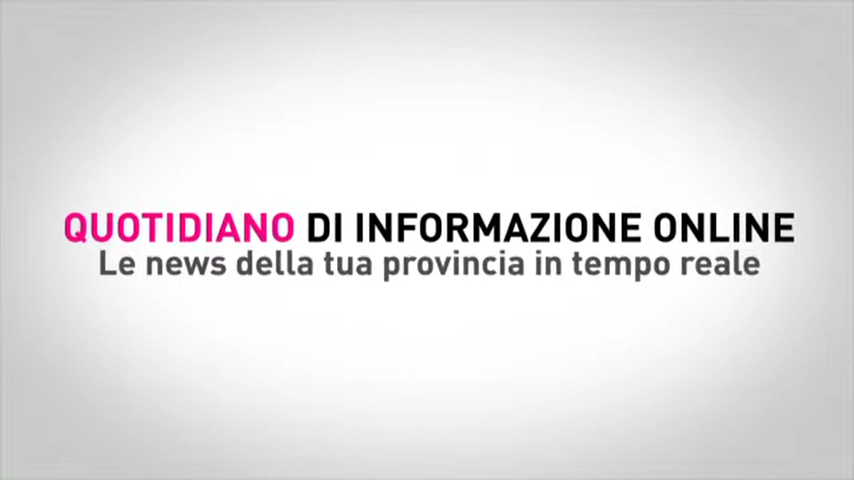 QUOTIDIANO DI INFORMAZIONE ONLINE
Le news della tua provincia in tempo reale